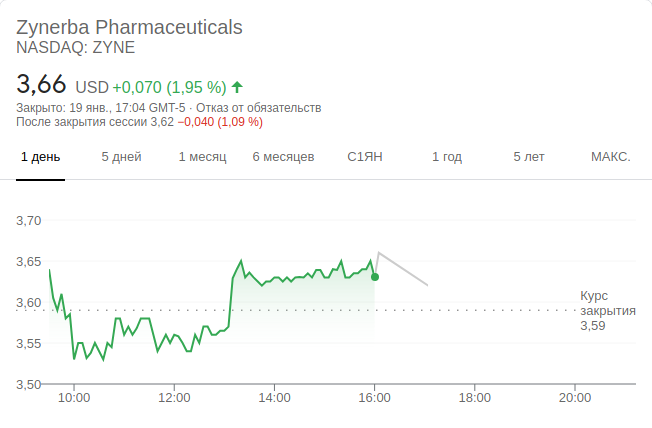 Zynerba Pharmaceuticals
NASDAQ: ZYNE
3,66 USD +0,070 (1,95 %)
Закрыто: 19 янв., 17:04 GMT-5 · Отказ от обязательств
После закрытия сессии 3,62 −0,040 (1,09 %)
1 день 5 дней 1 месяц 6 месяцев С1ЯН 1 год 5 лет МАКС.
3,70
3,65
3,60
3,55
3,50
Курс
закрытия
3,59
10:00 12:00 14:00 16:00 18:00 20:00